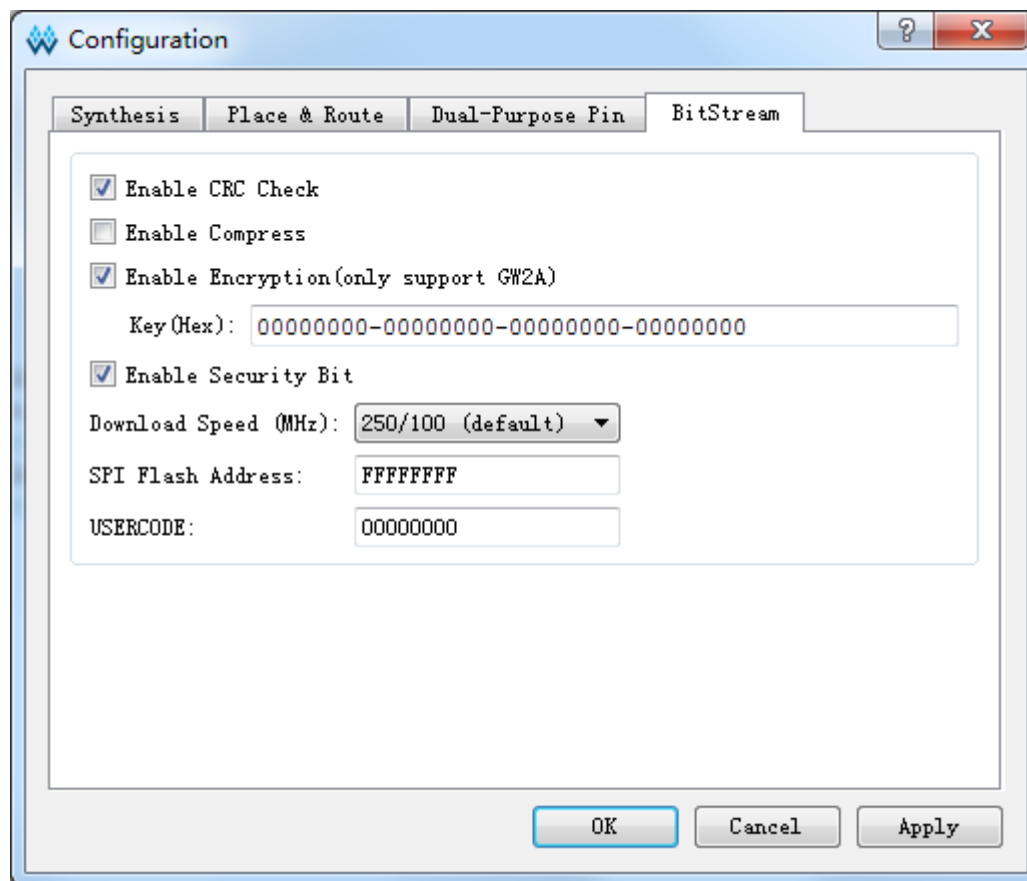 Configuration
Synthesis Place & Route Dual-Purpose Pin BitStream
Enable CRC Check
Enable Compress
Enable Encryption(only support GW2A)
Key(Hex): 00000000-00000000-00000000-00000000
Enable Security Bit
Download Speed (MHz): 250/100 (default)
SPI Flash Address: FFFFFFFF
USERCODE: 00000000
OK Cancel Apply